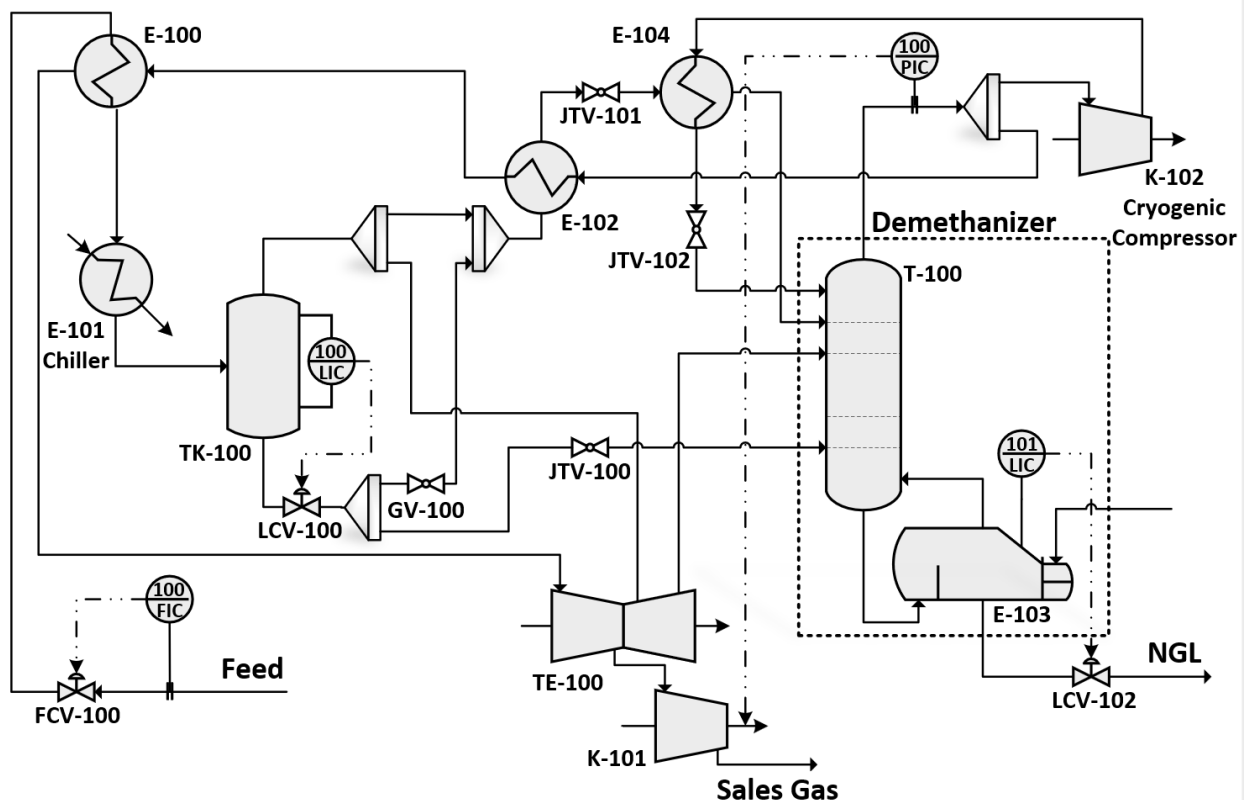 E-100
E-104
100
PIC
JTV-101
K-102
Cryogenic
Compressor
E-102
Demethanizer
JTV-102
T-100
E-101
Chiller
100
LIC
TK-100
JTV-100
101
LIC
GV-100
LCV-100
100
FIC
E-103
Feed
NGL
TE-100
FCV-100
LCV-102
K-101
Sales Gas